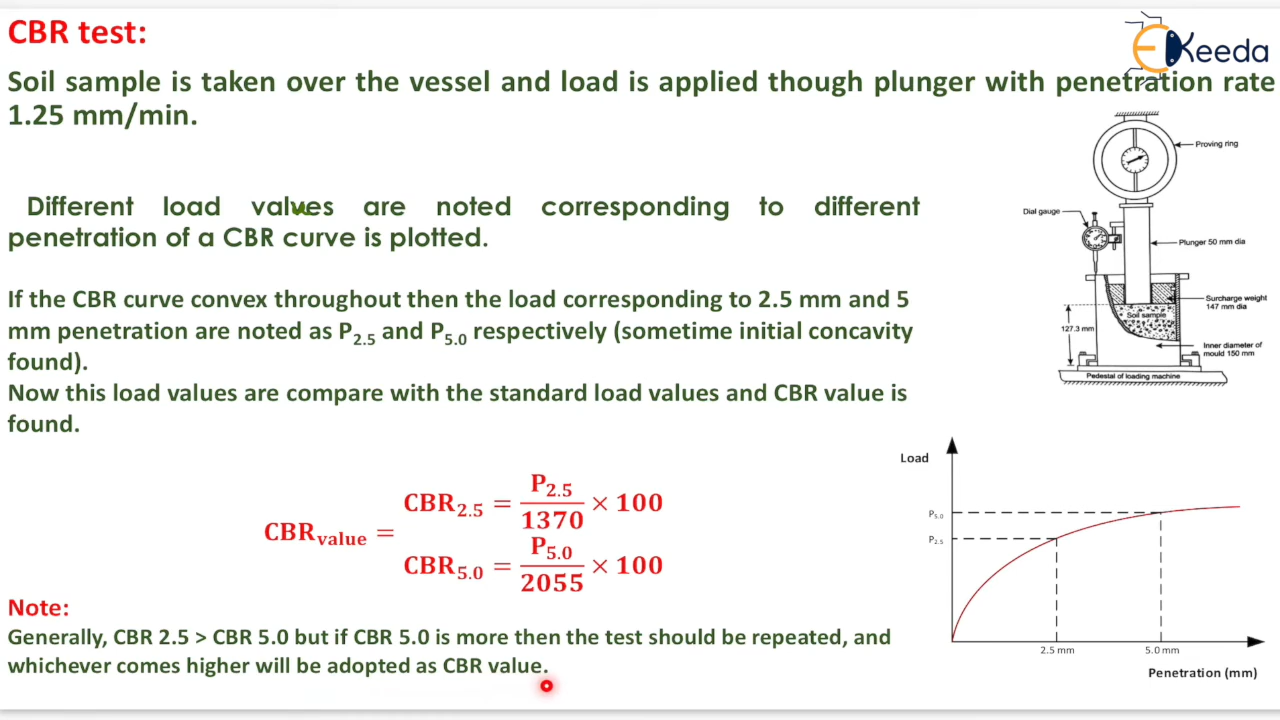 CBR test:
EKeeda
Soil sample is taken over the vessel and load is applied though plunger with penetration rate
1.25 mm/min.
Different load values are noted corresponding to different
penetration of a CBR curve is plotted.
If the CBR curve convex throughout then the load corresponding to 2.5 mm and 5
mm penetration are noted as P2.5 and P5.0 respectively (sometime initial concavity
found).
Now this load values are compare with the standard load values and CBR value is
found.
CBRvalue =
CBR2.5 = P2.5 / 1370 × 100
CBR5.0 = P5.0 / 2055 × 100
Note:
Generally, CBR 2.5 > CBR 5.0 but if CBR 5.0 is more then the test should be repeated, and
whichever comes higher will be adopted as CBR value.
Proving ring
Dial gauge
Plunger 50 mm dia
Surcharge weight
147 mm dia
Soil sample
127.3 mm
Inner diameter of
mould 150 mm
Pedestal of loading machine
Load
P5.0
P2.5
2.5 mm
5.0 mm
Penetration (mm)